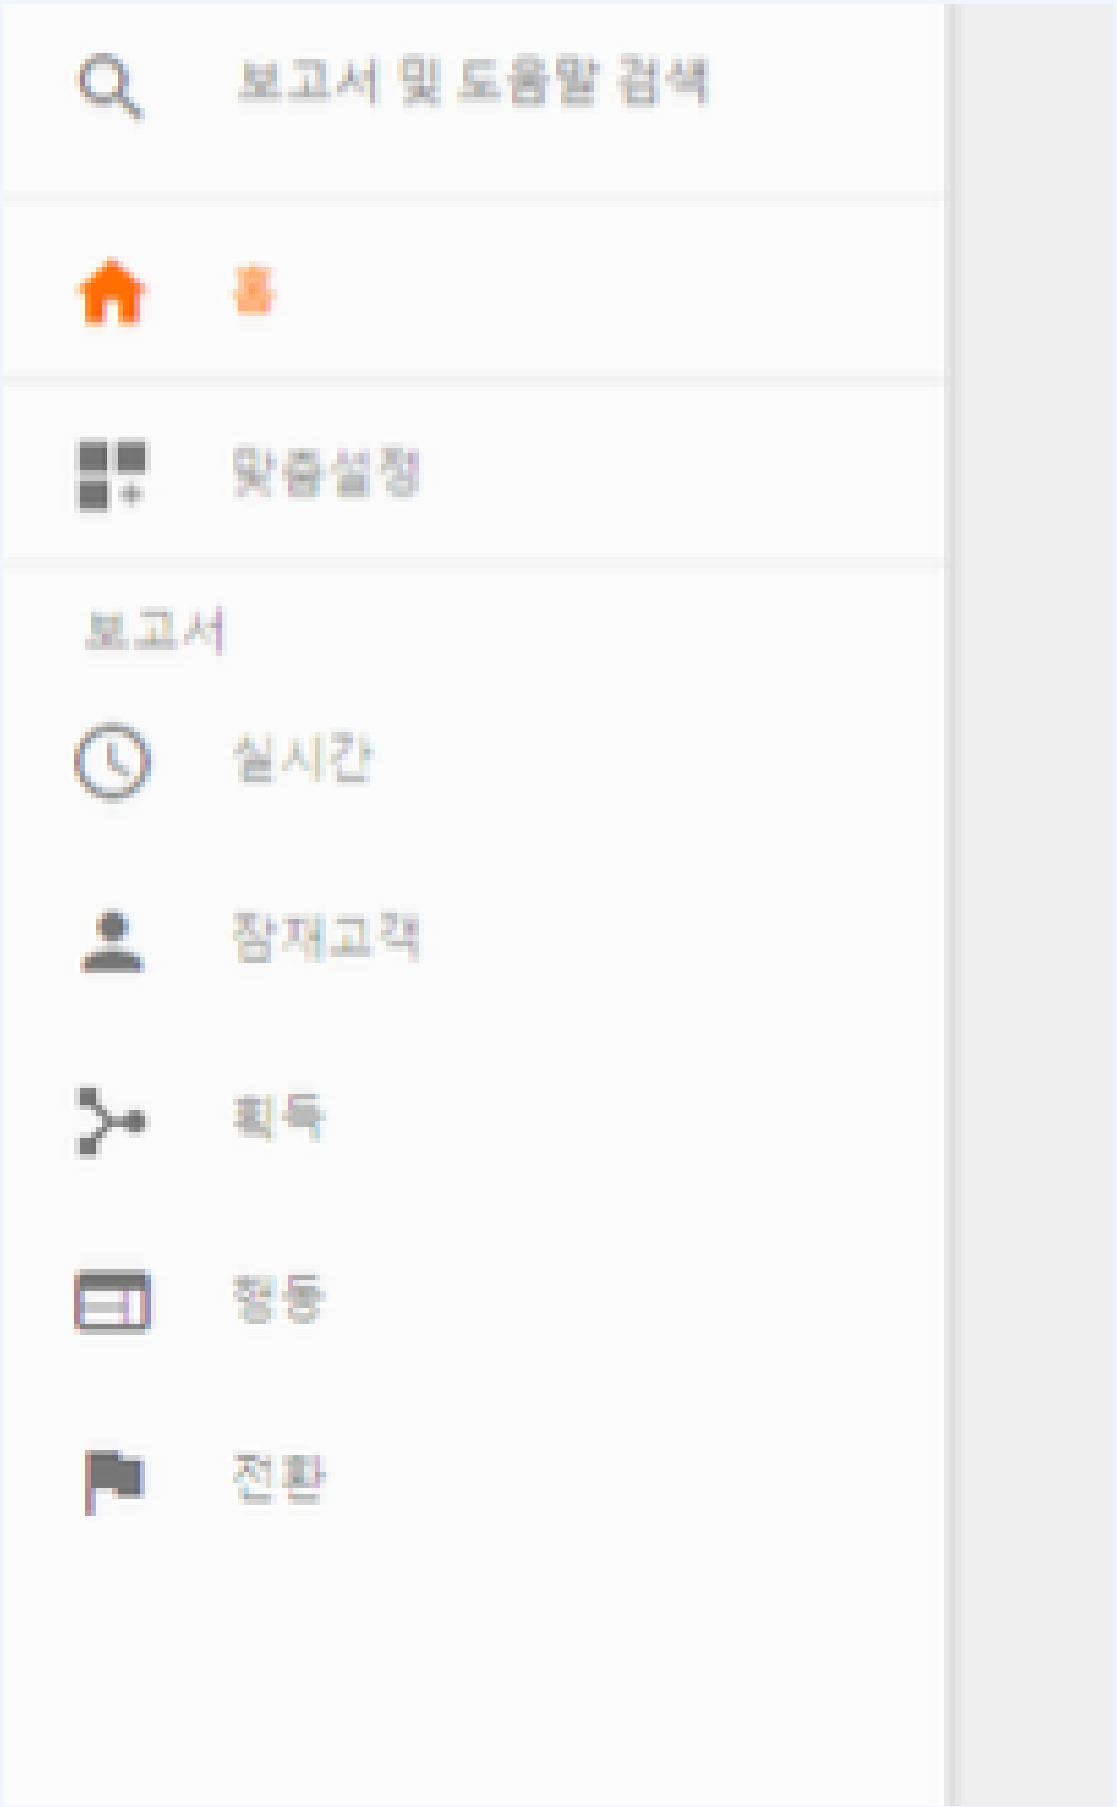 보고서 및 도움말 검색
홈
맞춤설정
보고서
실시간
잠재고객
획득
행동
전환